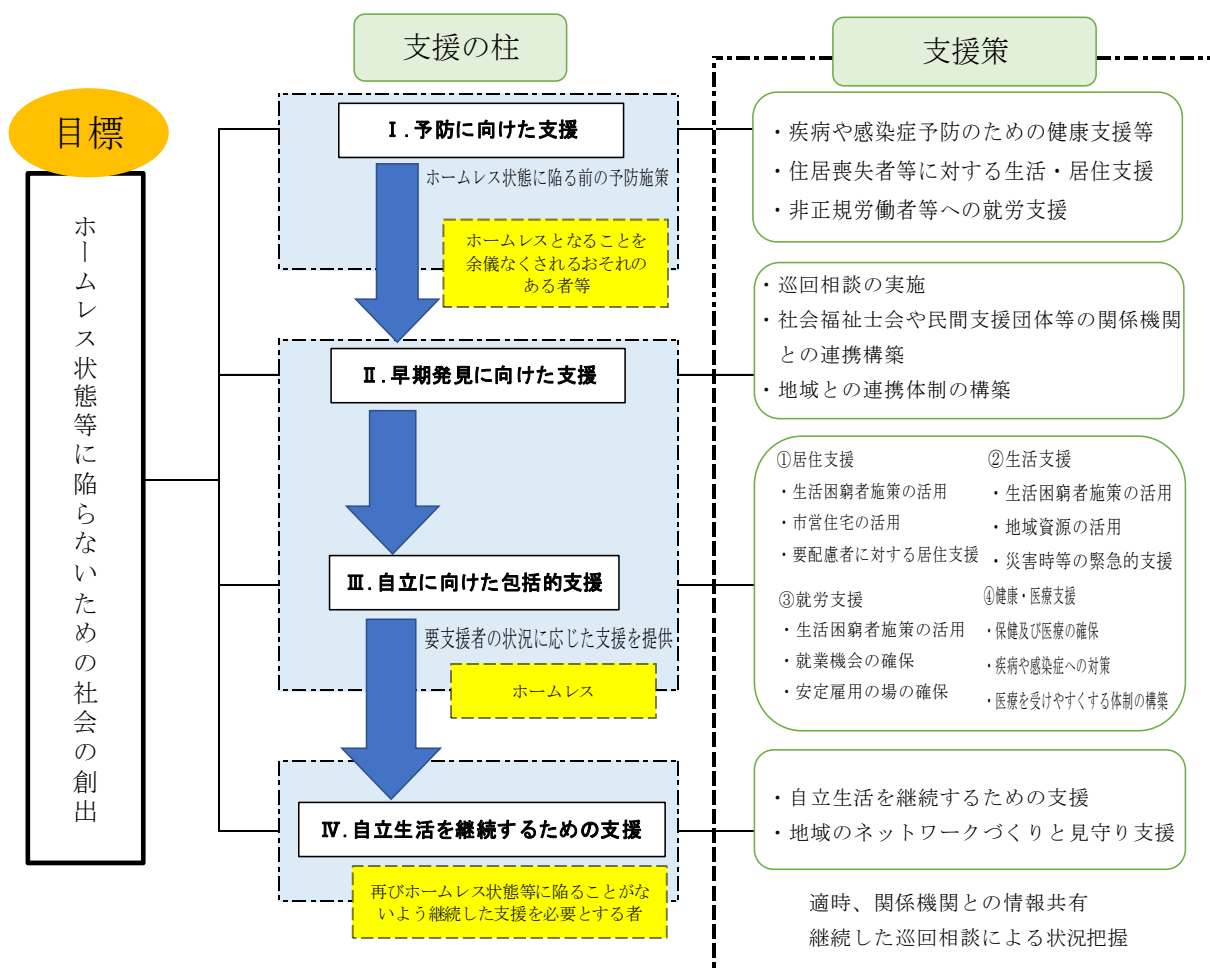 支援の柱
支援策
目標
ホームレス状態等に陥らないための社会の創出
Ⅰ.予防に向けた支援
ホームレス状態に陥る前の予防施策
ホームレスとなることを
余儀なくされるおそれの
ある者等
・疾病や感染症予防のための健康支援等
・住居喪失者等に対する生活・居住支援
・非正規労働者等への就労支援
Ⅱ.早期発見に向けた支援
・巡回相談の実施
・社会福祉士会や民間支援団体等の関係機関
との連携構築
・地域との連携体制の構築
Ⅲ.自立に向けた包括的支援
要支援者の状況に応じた支援を提供
ホームレス
①居住支援
・生活困窮者施策の活用
・市営住宅の活用
・要配慮者に対する居住支援
②生活支援
・生活困窮者施策の活用
・地域資源の活用
・災害時等の緊急的支援
③就労支援
・生活困窮者施策の活用
・就業機会の確保
・安定雇用の場の確保
④健康・医療支援
・保健及び医療の確保
・疾病や感染症への対策
・医療を受けやすくする体制の構築
Ⅳ.自立生活を継続するための支援
再びホームレス状態等に陥ることがな
いよう継続した支援を必要とする者
・自立生活を継続するための支援
・地域のネットワークづくりと見守り支援
適時、関係機関との情報共有
継続した巡回相談による状況把握